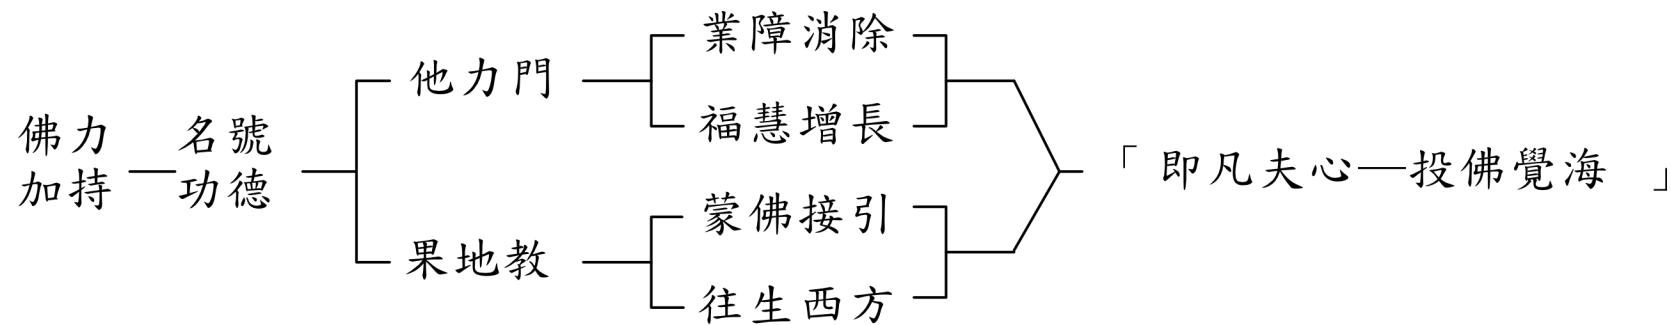 佛力
加持
名號
功德
他力門
業障消除
福慧增長
果地教
蒙佛接引
往生西方
「即凡夫心—投佛覺海」